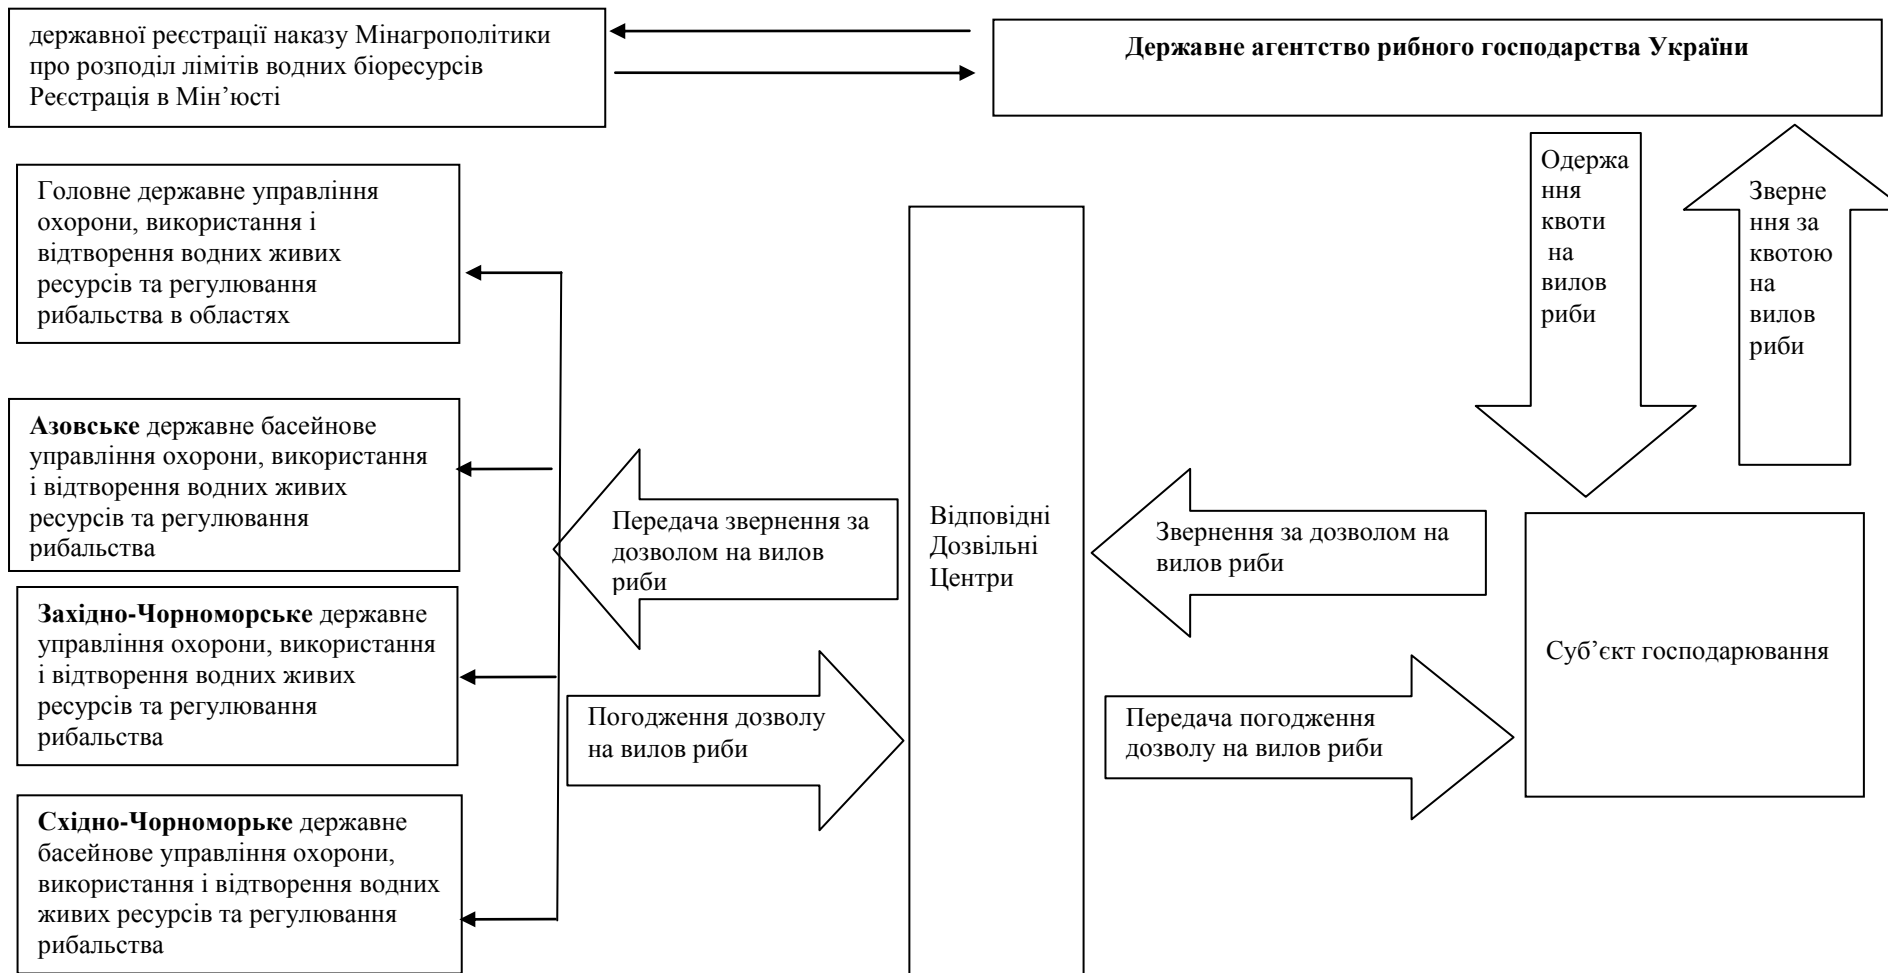 державної реєстрації наказу Мінагрополітики
про розподіл лімітів водних біоресурсів
Реєстрація в Мін’юсті
Державне агентство рибного господарства України
Одержа
ння
квоти
на
вилов
риби
Зверне
ння за
квотою
на
вилов
риби
Головне державне управління
охорони, використання і
відтворення водних живих
ресурсів та регулювання
рибальства в областях
Азовське державне басейнове
управління охорони, використання
і відтворення водних живих
ресурсів та регулювання
рибальства
Західно-Чорноморське державне
управління охорони, використання
і відтворення водних живих
ресурсів та регулювання
рибальства
Східно-Чорноморьке державне
басейнове управління охорони,
використання і відтворення водних
живих ресурсів та регулювання
рибальства
Передача звернення за
дозволом на вилов
риби
Погодження дозволу
на вилов риби
Відповідні
Дозвільні
Центри
Звернення за дозволом на
вилов риби
Передача погодження
дозволу на вилов риби
Суб’єкт господарювання